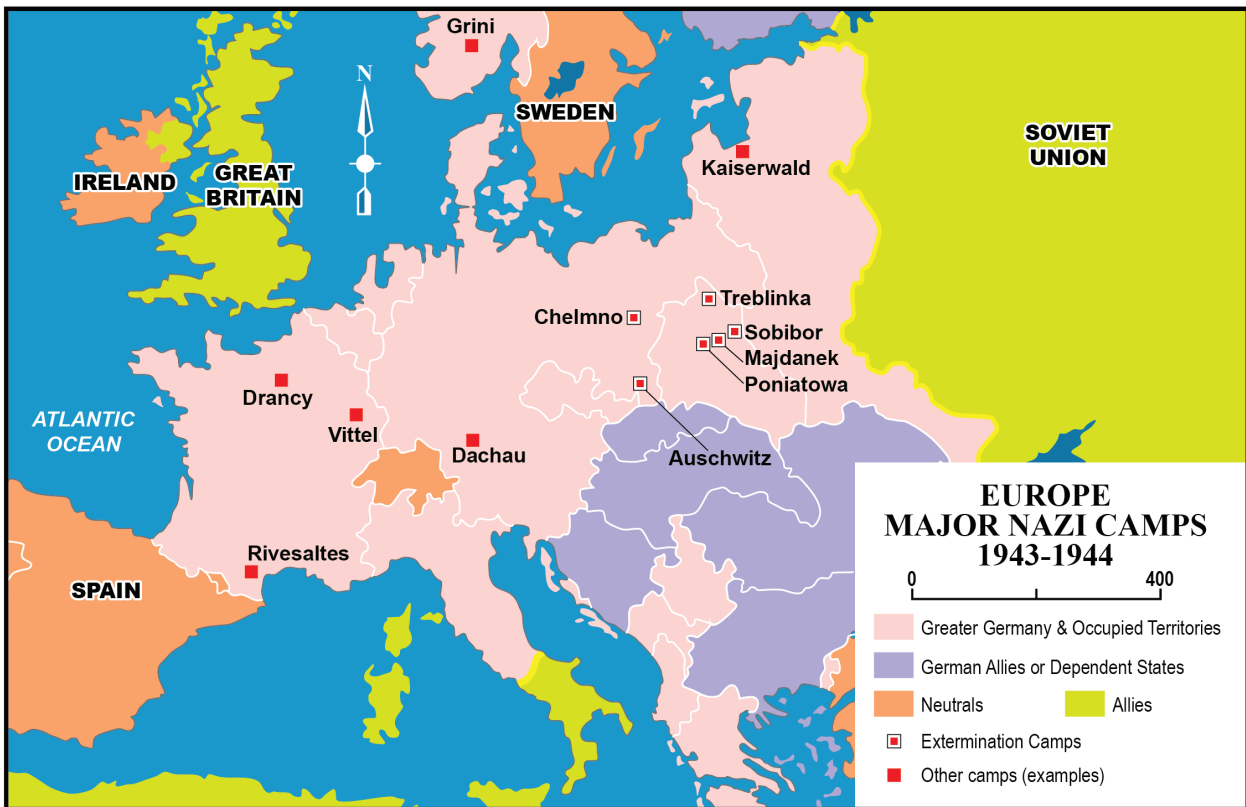 Grini
N
SWEDEN
SOVIET
UNION
Kaiserwald
IRELAND
GREAT
BRITAIN
Treblinka
Chelmno
Sobibor
Majdanek
Poniatowa
Drancy
Vittel
ATLANTIC
OCEAN
Dachau
Auschwitz
Rivesaltes
SPAIN
EUROPE
MAJOR NAZI CAMPS
1943-1944
0 400
Greater Germany & Occupied Territories
German Allies or Dependent States
Neutrals Allies
Extermination Camps
Other camps (examples)